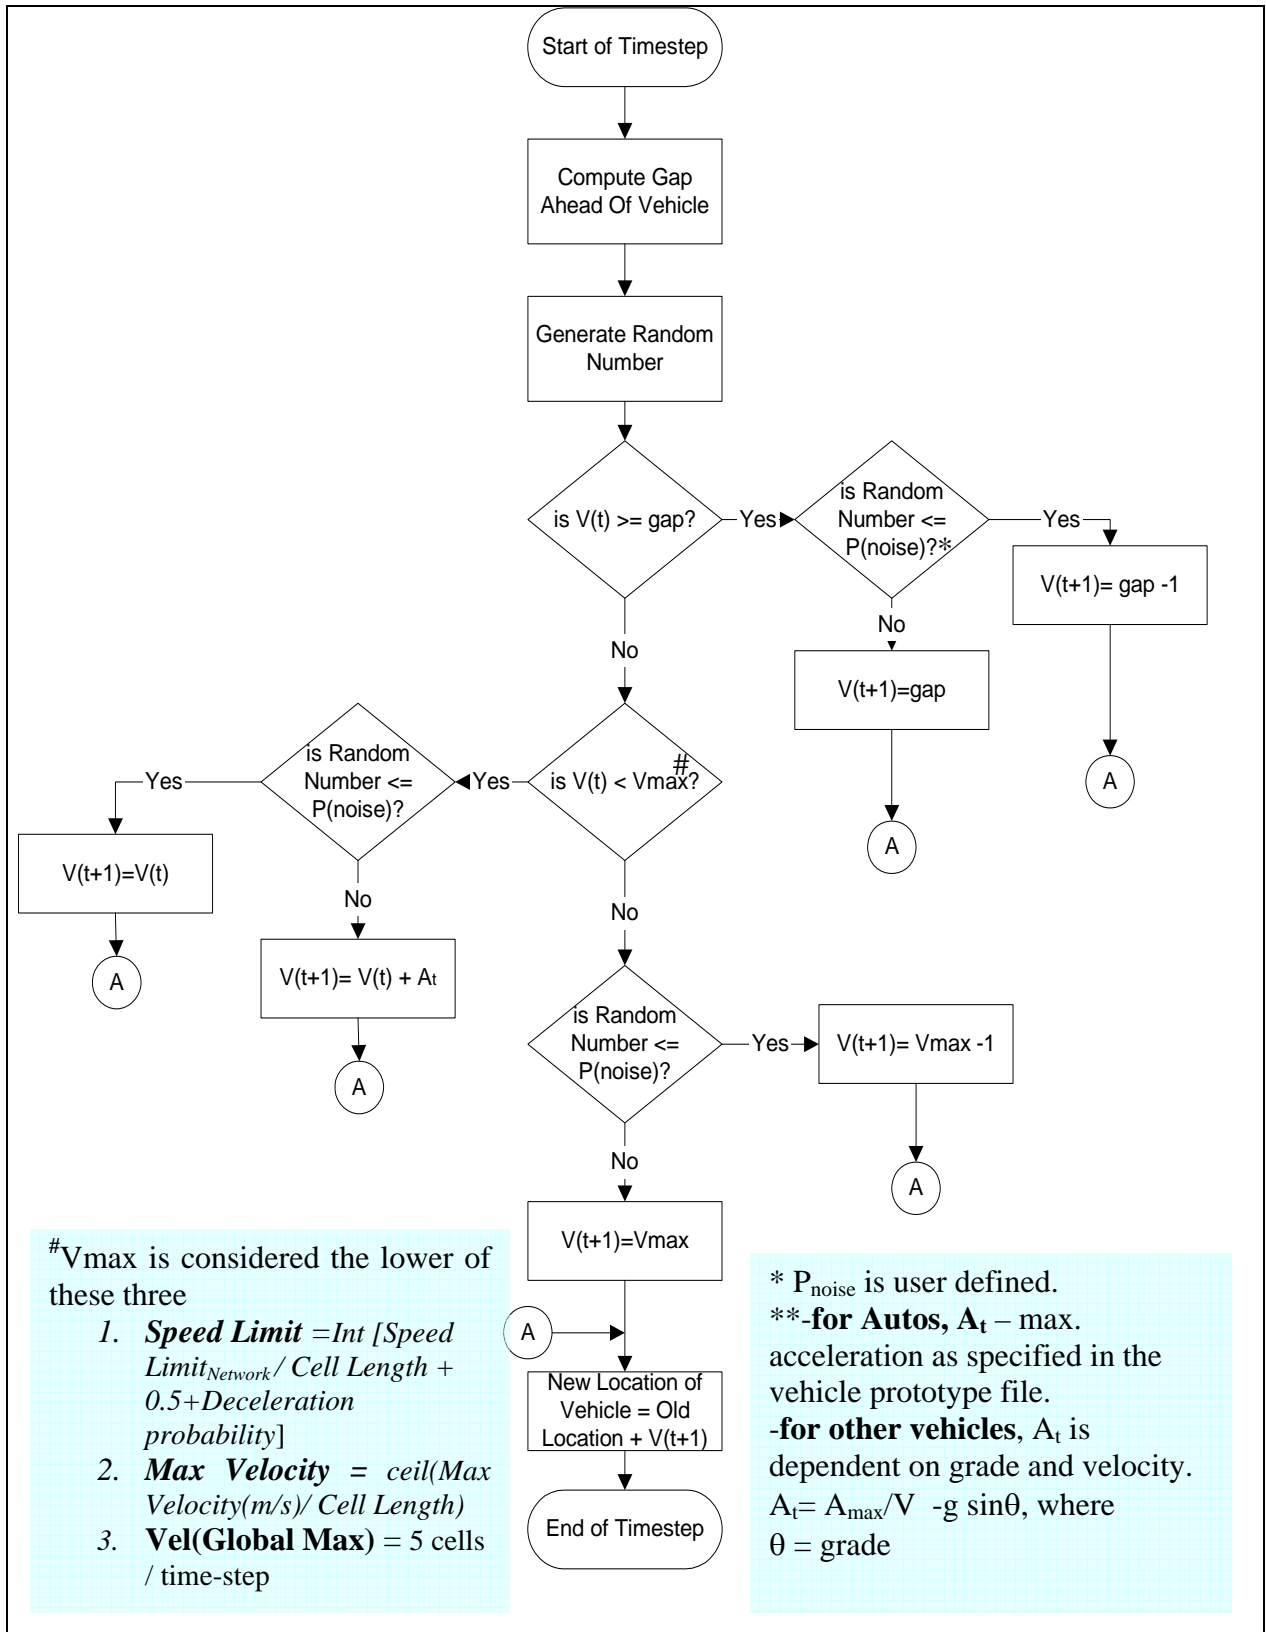 Start of Timestep
Compute Gap
Ahead Of Vehicle
Generate Random
Number
is V(t) >= gap?
Yes
is Random
Number <=
P(noise)?*
Yes
V(t+1)= gap -1
A
No
V(t+1)=gap
A
No
is V(t) < Vmax?
#
Yes
is Random
Number <=
P(noise)?
Yes
V(t+1)=V(t)
A
No
V(t+1)= V(t) + At
A
No
is Random
Number <=
P(noise)?
Yes
V(t+1)= Vmax -1
A
No
V(t+1)=Vmax
A
New Location of
Vehicle = Old
Location + V(t+1)
End of Timestep
#Vmax is considered the lower of
these three
1. Speed Limit =Int [Speed
LimitNetwork / Cell Length +
0.5+Deceleration
probability]
2. Max Velocity = ceil(Max
Velocity(m/s)/ Cell Length)
3. Vel(Global Max) = 5 cells
/ time-step
* Pnoise is user defined.
**-for Autos, At – max.
acceleration as specified in the
vehicle prototype file.
-for other vehicles, At is
dependent on grade and velocity.
At= Amax/V -g sinθ, where
θ = grade